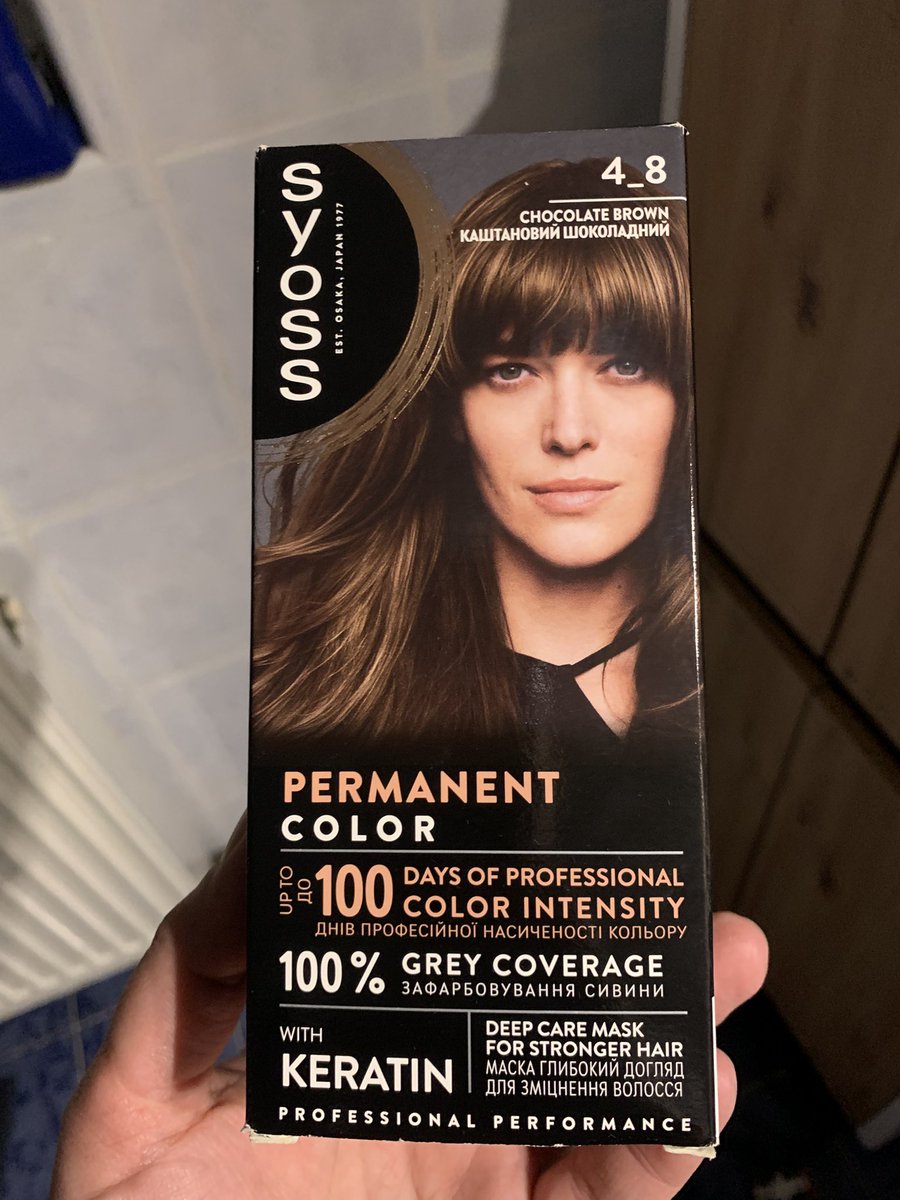 SYOSS
EST. OSAKA, JAPAN 1977
4_8
CHOCOLATE BROWN
КАШТАНОВИЙ ШОКОЛАДНИЙ
PERMANENT
COLOR
UP TO
ДО
100
DAYS OF PROFESSIONAL
COLOR INTENSITY
ДНІВ ПРОФЕСІЙНОЇ НАСИЧЕНОСТІ КОЛЬОРУ
100%
GREY COVERAGE
ЗАФАРБОВУВАННЯ СИВИНИ
WITH
KERATIN
DEEP CARE MASK
FOR STRONGER HAIR
МАСКА ГЛИБОКИЙ ДОГЛЯД
ДЛЯ ЗМІЦНЕННЯ ВОЛОССЯ
PROFESSIONAL PERFORMANCE